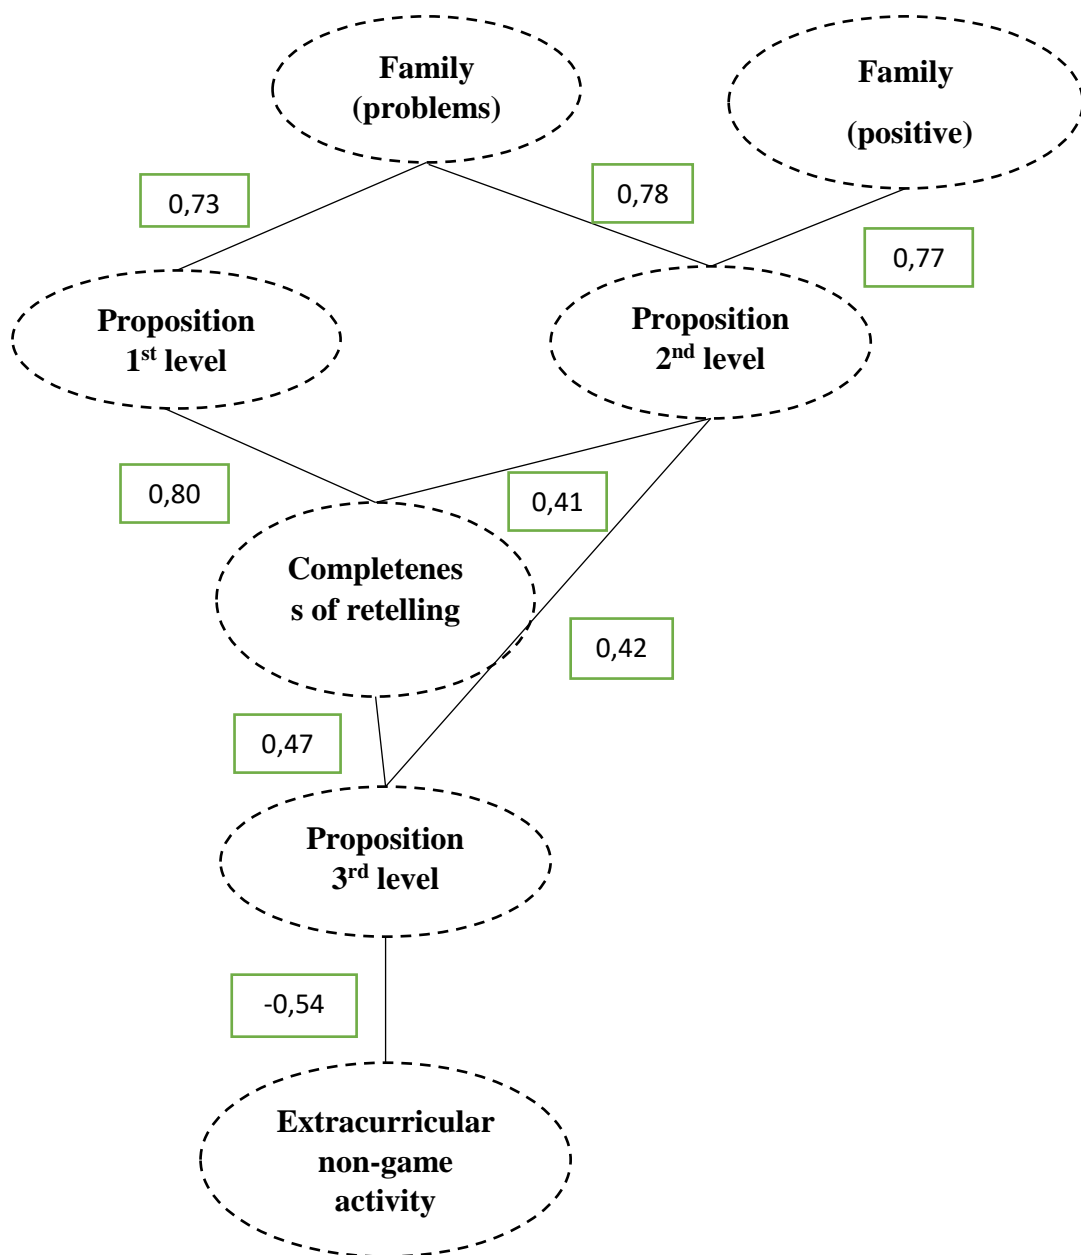 Family
(problems)
Family
(positive)
0,73
0,78
0,77
Proposition
1st level
Proposition
2nd level
0,80
0,41
Completenes
s of retelling
0,42
0,47
Proposition
3rd level
-0,54
Extracurricular
non-game
activity